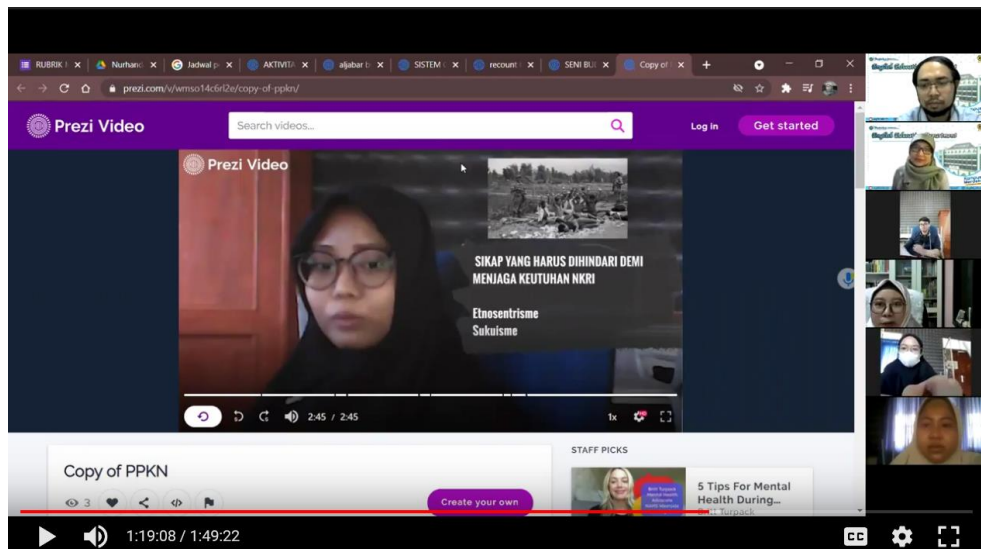 RUBRIK
Nurhan
Jadwal p
AKTIVITA
aljabar b
SISTEM
recount
SENI BU
Copy of
prezi.com/v/wmso14c6rl2e/copy-of-ppkn/
Prezi Video
Search videos...
Log in
Get started
Prezi Video
SIKAP YANG HARUS DIHINDARI DEMI
MENJAGA KEUTUHAN NKRI
Etnosentrisme
Sukuisme
2:45 / 2:45
1x
Copy of PPKN
3
Create your own
STAFF PICKS
5 Tips For Mental
Health During...
Britt Turpack
1:19:08 / 1:49:22
CC